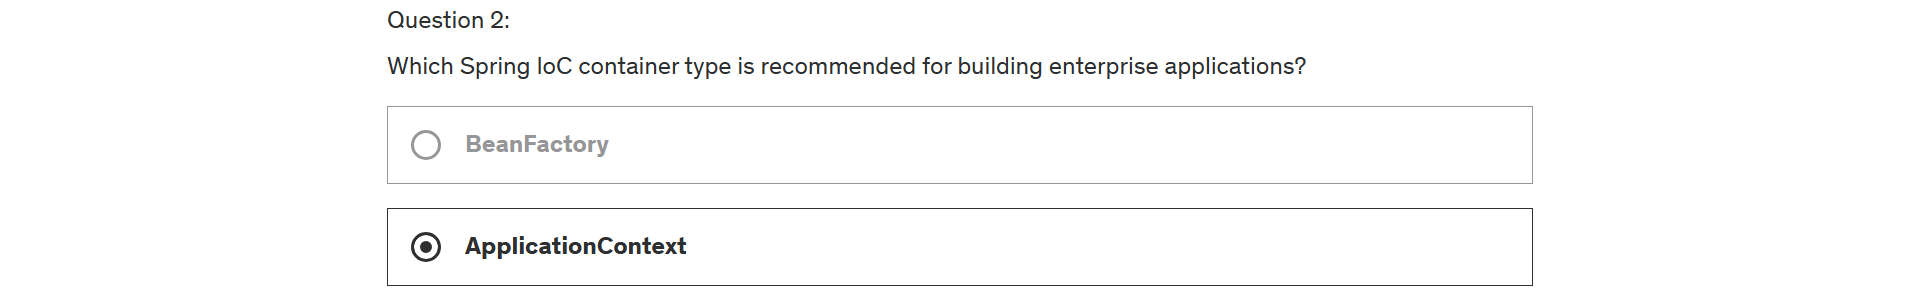 Question 2:
Which Spring IoC container type is recommended for building enterprise applications?
BeanFactory
ApplicationContext